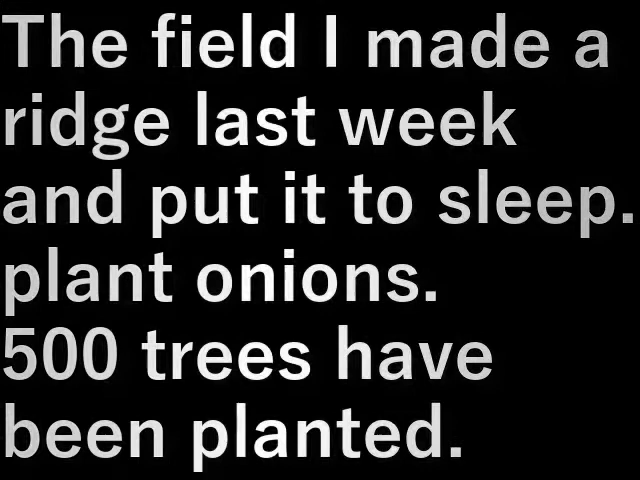 The field I made a
ridge last week
and put it to sleep.
plant onions.
500 trees have
been planted.